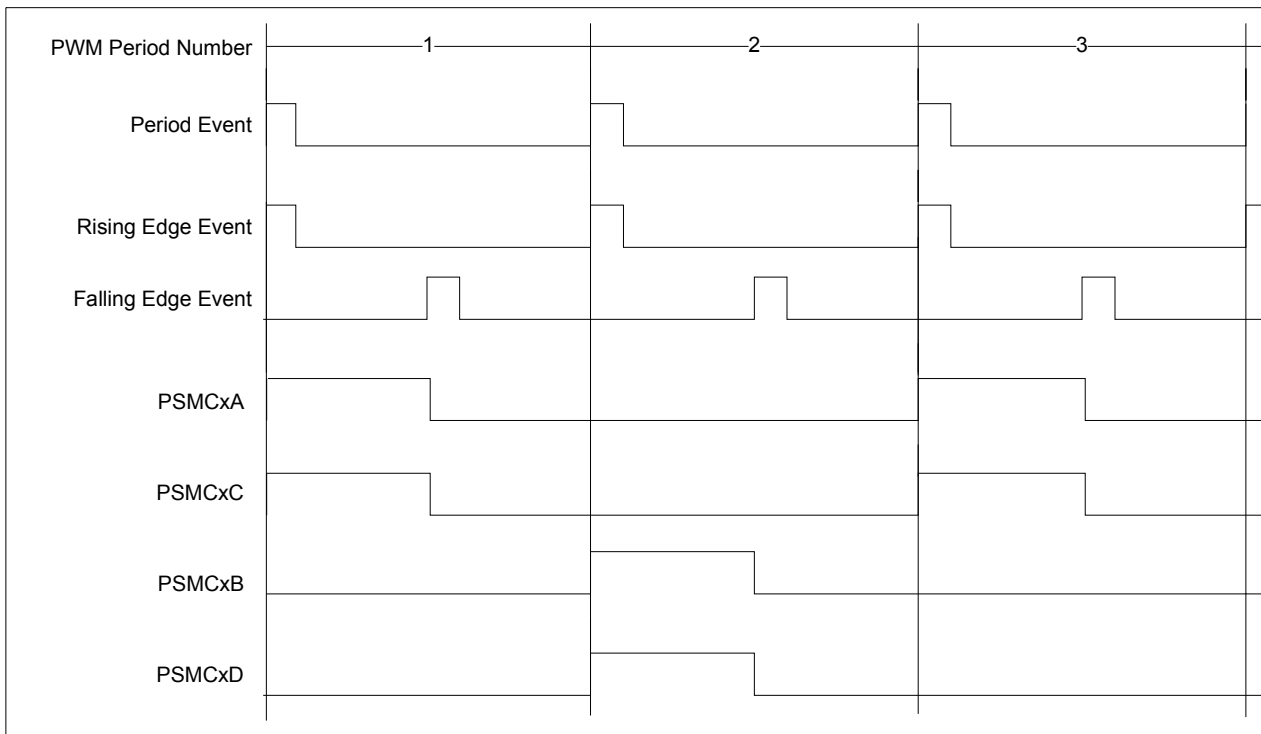 PWM Period Number
1
2
3
Period Event
Rising Edge Event
Falling Edge Event
PSMCxA
PSMCxC
PSMCxB
PSMCxD